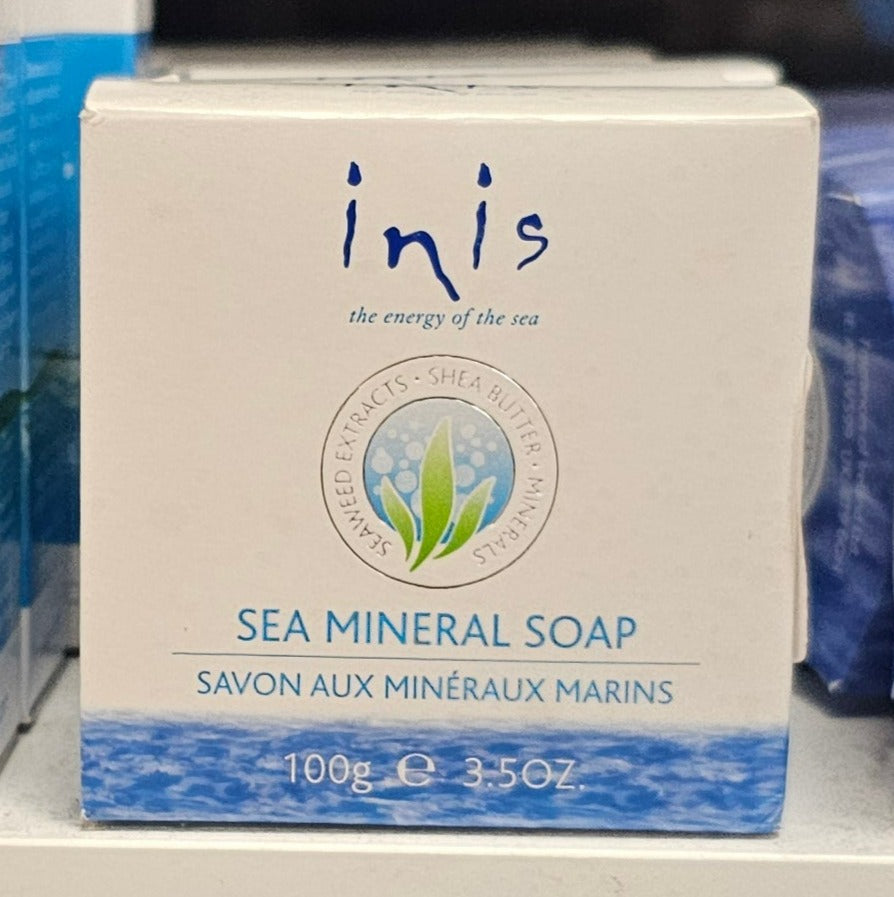 inis
the energy of the sea
SEAWEED EXTRACTS · SHEA BUTTER · MINERALS
SEA MINERAL SOAP
SAVON AUX MINÉRAUX MARINS
100g ℮ 3.5OZ.